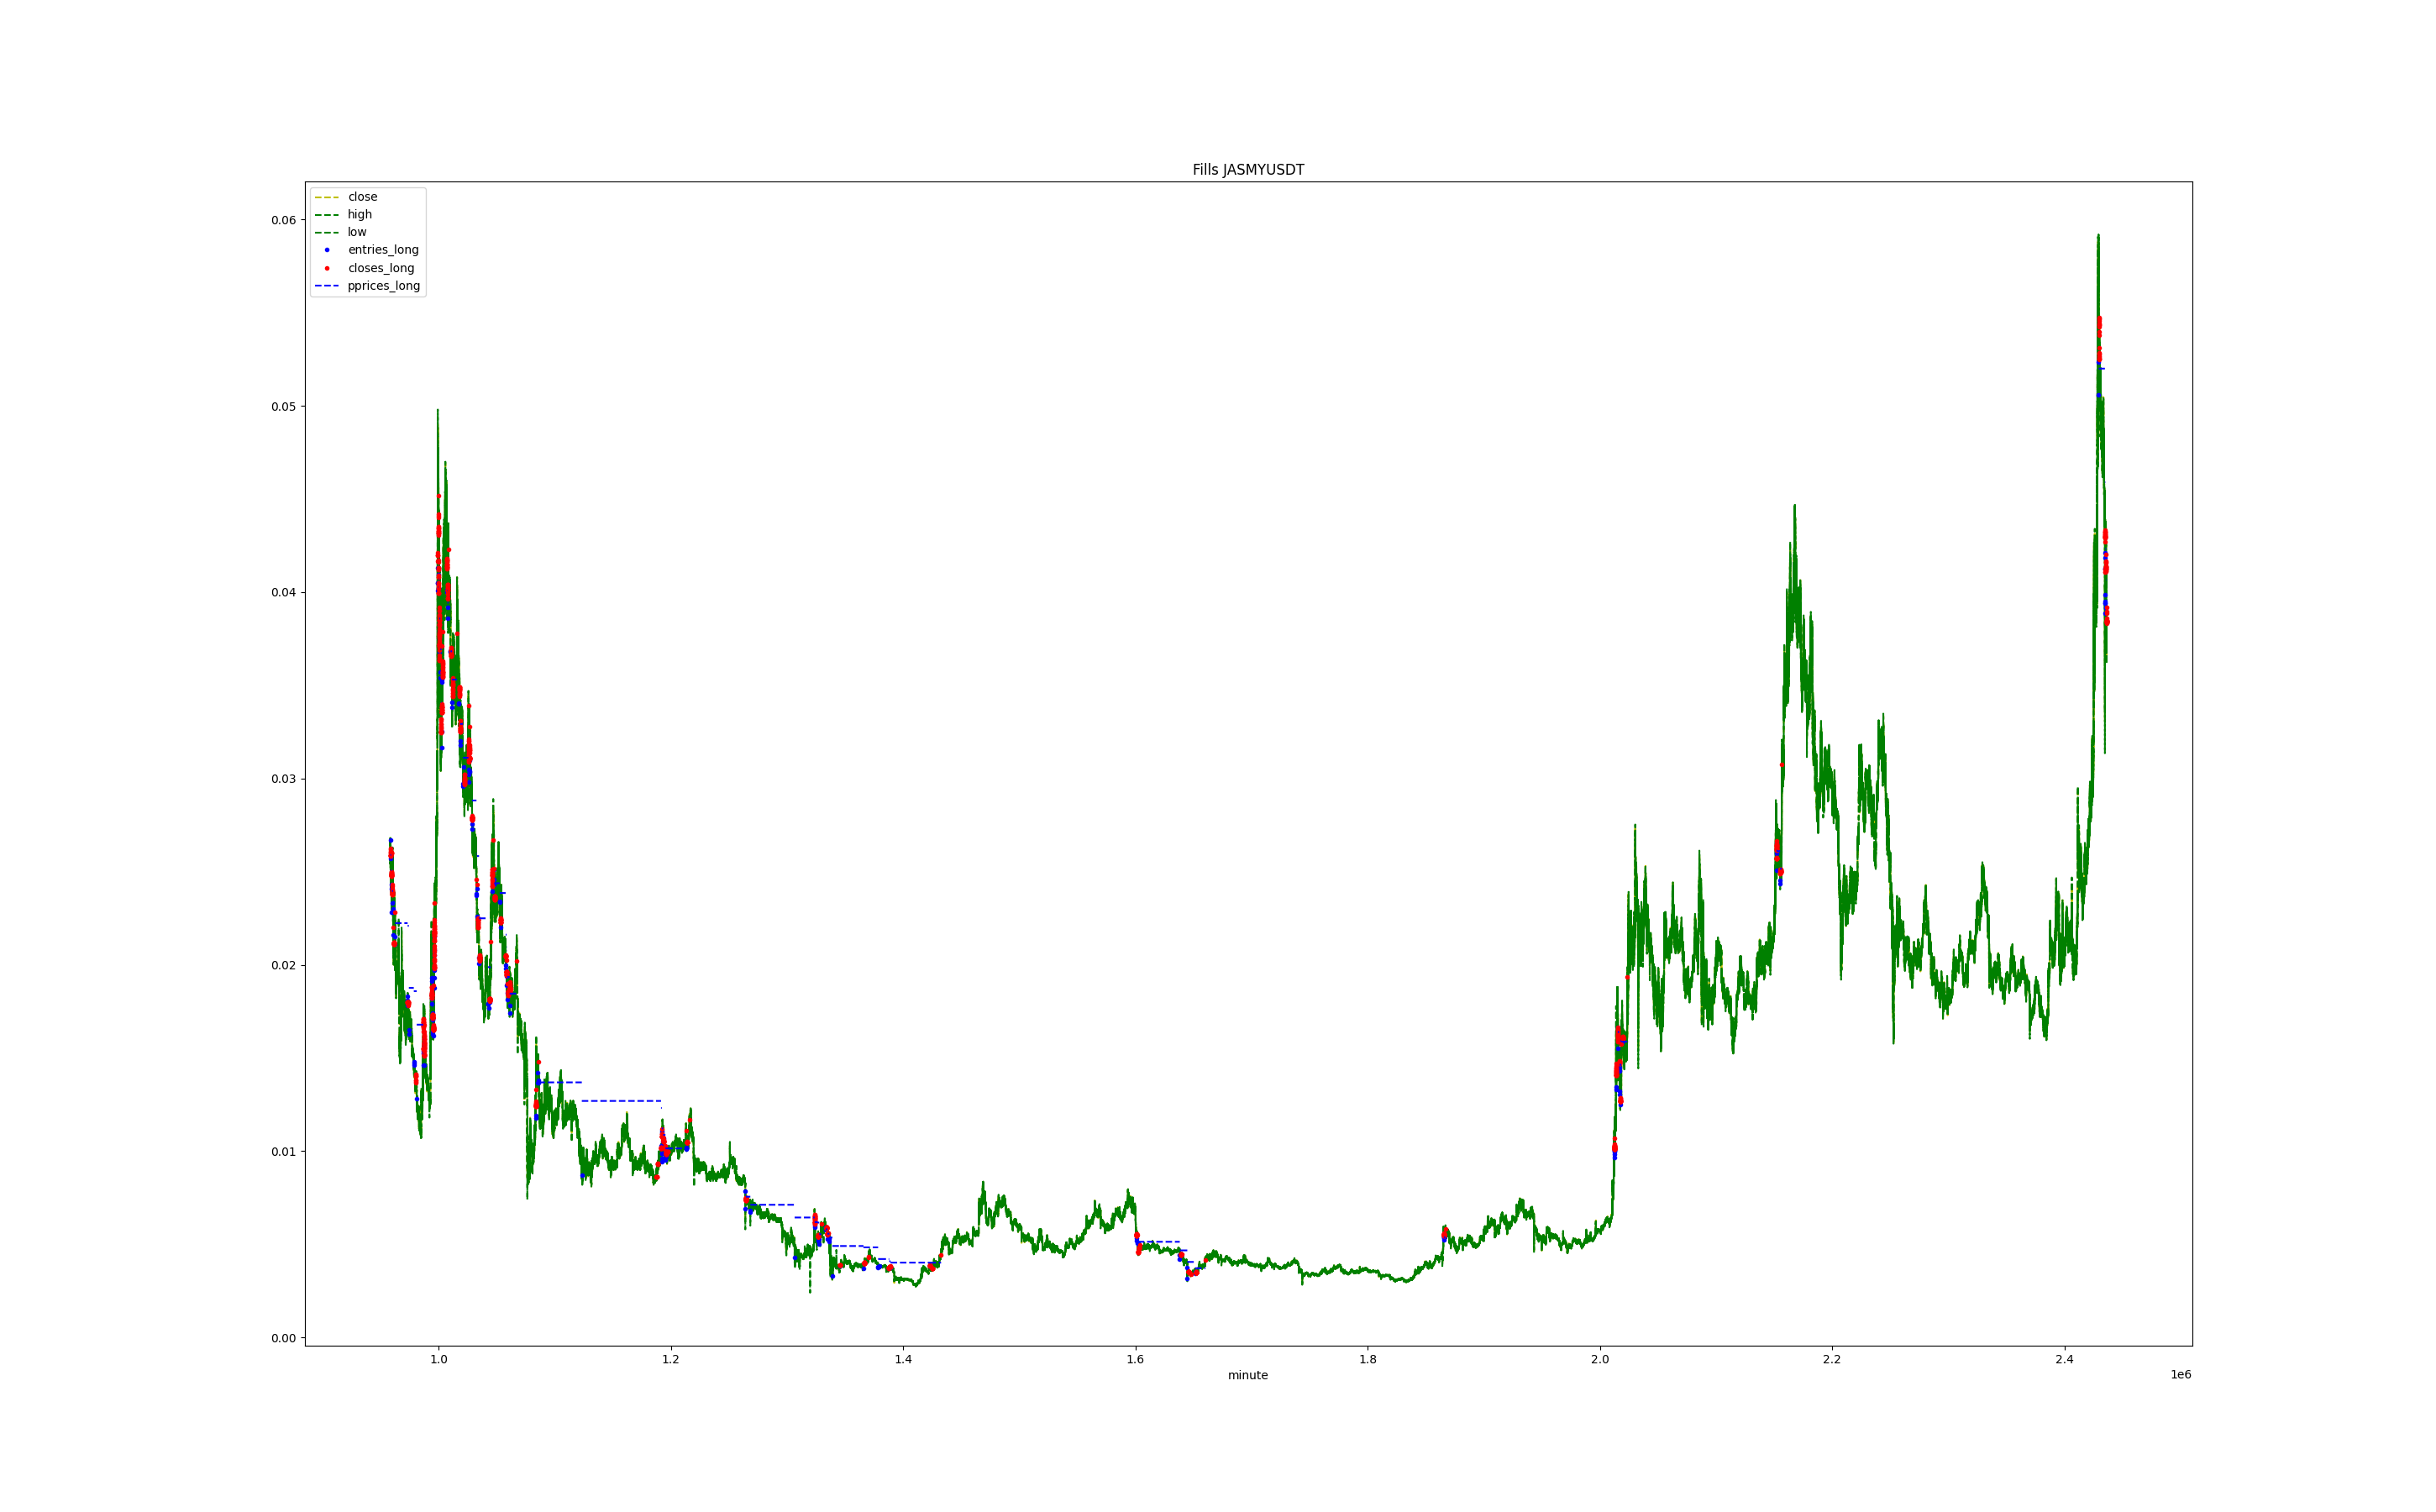 Fills JASMYUSDT
close
high
low
entries_long
closes_long
pprices_long
0.06
0.05
0.04
0.03
0.02
0.01
0.00
1.0 1.2 1.4 1.6 1.8 2.0 2.2 2.4
minute
1e6